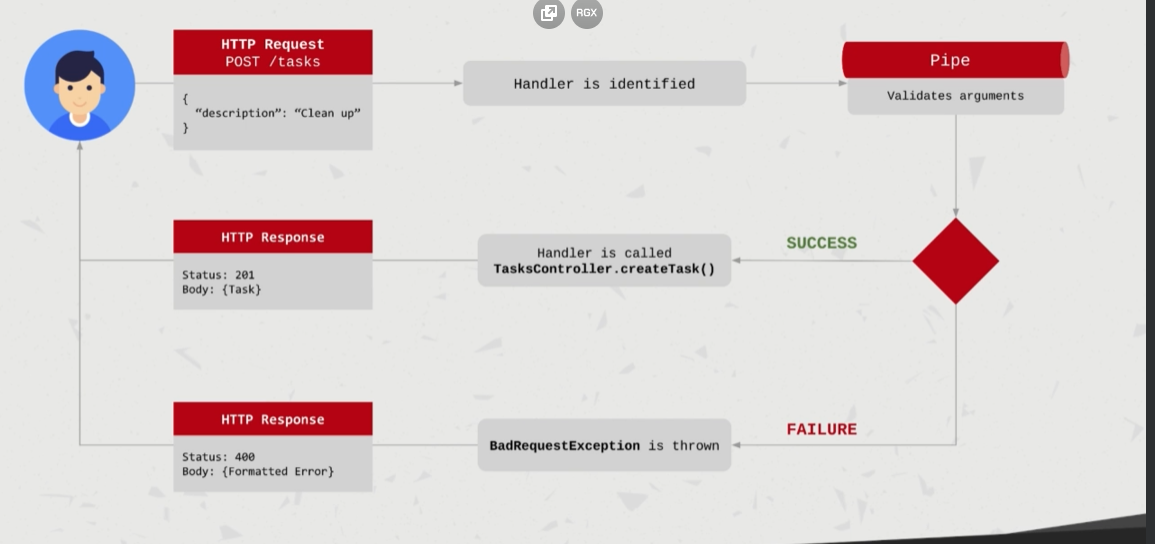 RGX
HTTP Request
POST /tasks
{
“description”: “Clean up”
}
Handler is identified
Pipe
Validates arguments
HTTP Response
Status: 201
Body: {Task}
Handler is called
TasksController.createTask()
SUCCESS
HTTP Response
Status: 400
Body: {Formatted Error}
BadRequestException is thrown
FAILURE